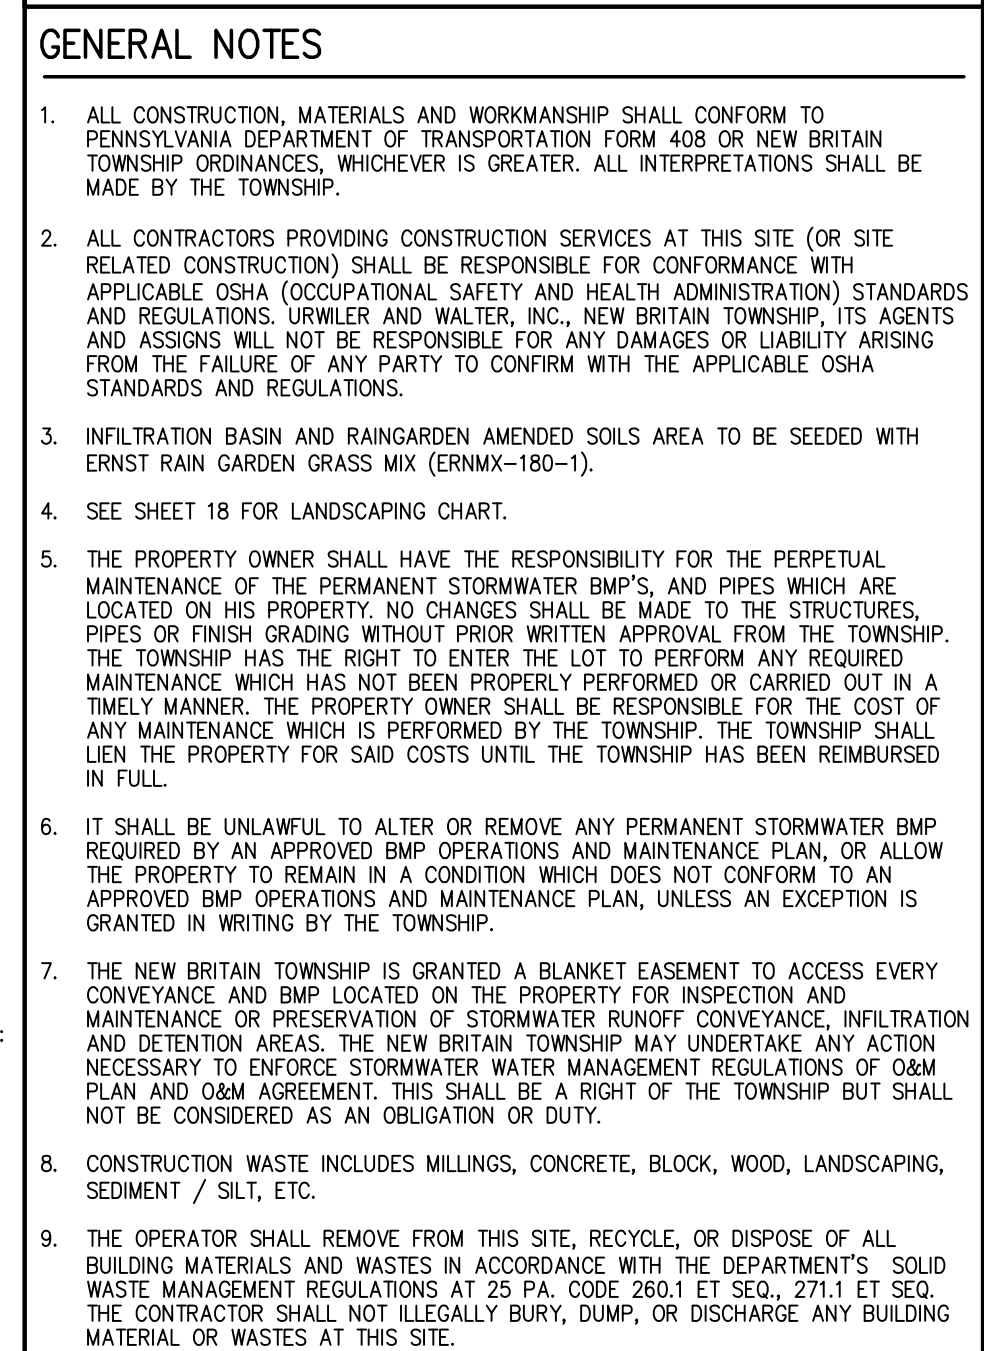 GENERAL NOTES
1. ALL CONSTRUCTION, MATERIALS AND WORKMANSHIP SHALL CONFORM TO
PENNSYLVANIA DEPARTMENT OF TRANSPORTATION FORM 408 OR NEW BRITAIN
TOWNSHIP ORDINANCES, WHICHEVER IS GREATER. ALL INTERPRETATIONS SHALL BE
MADE BY THE TOWNSHIP.
2. ALL CONTRACTORS PROVIDING CONSTRUCTION SERVICES AT THIS SITE (OR SITE
RELATED CONSTRUCTION) SHALL BE RESPONSIBLE FOR CONFORMANCE WITH
APPLICABLE OSHA (OCCUPATIONAL SAFETY AND HEALTH ADMINISTRATION) STANDARDS
AND REGULATIONS. URWILER AND WALTER, INC., NEW BRITAIN TOWNSHIP, ITS AGENTS
AND ASSIGNS WILL NOT BE RESPONSIBLE FOR ANY DAMAGES OR LIABILITY ARISING
FROM THE FAILURE OF ANY PARTY TO CONFIRM WITH THE APPLICABLE OSHA
STANDARDS AND REGULATIONS.
3. INFILTRATION BASIN AND RAINGARDEN AMENDED SOILS AREA TO BE SEEDED WITH
ERNST RAIN GARDEN GRASS MIX (ERNMX-180-1).
4. SEE SHEET 18 FOR LANDSCAPING CHART.
5. THE PROPERTY OWNER SHALL HAVE THE RESPONSIBILITY FOR THE PERPETUAL
MAINTENANCE OF THE PERMANENT STORMWATER BMP'S, AND PIPES WHICH ARE
LOCATED ON HIS PROPERTY. NO CHANGES SHALL BE MADE TO THE STRUCTURES,
PIPES OR FINISH GRADING WITHOUT PRIOR WRITTEN APPROVAL FROM THE TOWNSHIP.
THE TOWNSHIP HAS THE RIGHT TO ENTER THE LOT TO PERFORM ANY REQUIRED
MAINTENANCE WHICH HAS NOT BEEN PROPERLY PERFORMED OR CARRIED OUT IN A
TIMELY MANNER. THE PROPERTY OWNER SHALL BE RESPONSIBLE FOR THE COST OF
ANY MAINTENANCE WHICH IS PERFORMED BY THE TOWNSHIP. THE TOWNSHIP SHALL
LIEN THE PROPERTY FOR SAID COSTS UNTIL THE TOWNSHIP HAS BEEN REIMBURSED
IN FULL.
6. IT SHALL BE UNLAWFUL TO ALTER OR REMOVE ANY PERMANENT STORMWATER BMP
REQUIRED BY AN APPROVED BMP OPERATIONS AND MAINTENANCE PLAN, OR ALLOW
THE PROPERTY TO REMAIN IN A CONDITION WHICH DOES NOT CONFORM TO AN
APPROVED BMP OPERATIONS AND MAINTENANCE PLAN, UNLESS AN EXCEPTION IS
GRANTED IN WRITING BY THE TOWNSHIP.
7. THE NEW BRITAIN TOWNSHIP IS GRANTED A BLANKET EASEMENT TO ACCESS EVERY
CONVEYANCE AND BMP LOCATED ON THE PROPERTY FOR INSPECTION AND
MAINTENANCE OR PRESERVATION OF STORMWATER RUNOFF CONVEYANCE, INFILTRATION
AND DETENTION AREAS. THE NEW BRITAIN TOWNSHIP MAY UNDERTAKE ANY ACTION
NECESSARY TO ENFORCE STORMWATER WATER MANAGEMENT REGULATIONS OF O&M
PLAN AND O&M AGREEMENT. THIS SHALL BE A RIGHT OF THE TOWNSHIP BUT SHALL
NOT BE CONSIDERED AS AN OBLIGATION OR DUTY.
8. CONSTRUCTION WASTE INCLUDES MILLINGS, CONCRETE, BLOCK, WOOD, LANDSCAPING,
SEDIMENT / SILT, ETC.
9. THE OPERATOR SHALL REMOVE FROM THIS SITE, RECYCLE, OR DISPOSE OF ALL
BUILDING MATERIALS AND WASTES IN ACCORDANCE WITH THE DEPARTMENT'S SOLID
WASTE MANAGEMENT REGULATIONS AT 25 PA. CODE 260.1 ET SEQ., 271.1 ET SEQ.
THE CONTRACTOR SHALL NOT ILLEGALLY BURY, DUMP, OR DISCHARGE ANY BUILDING
MATERIAL OR WASTES AT THIS SITE.